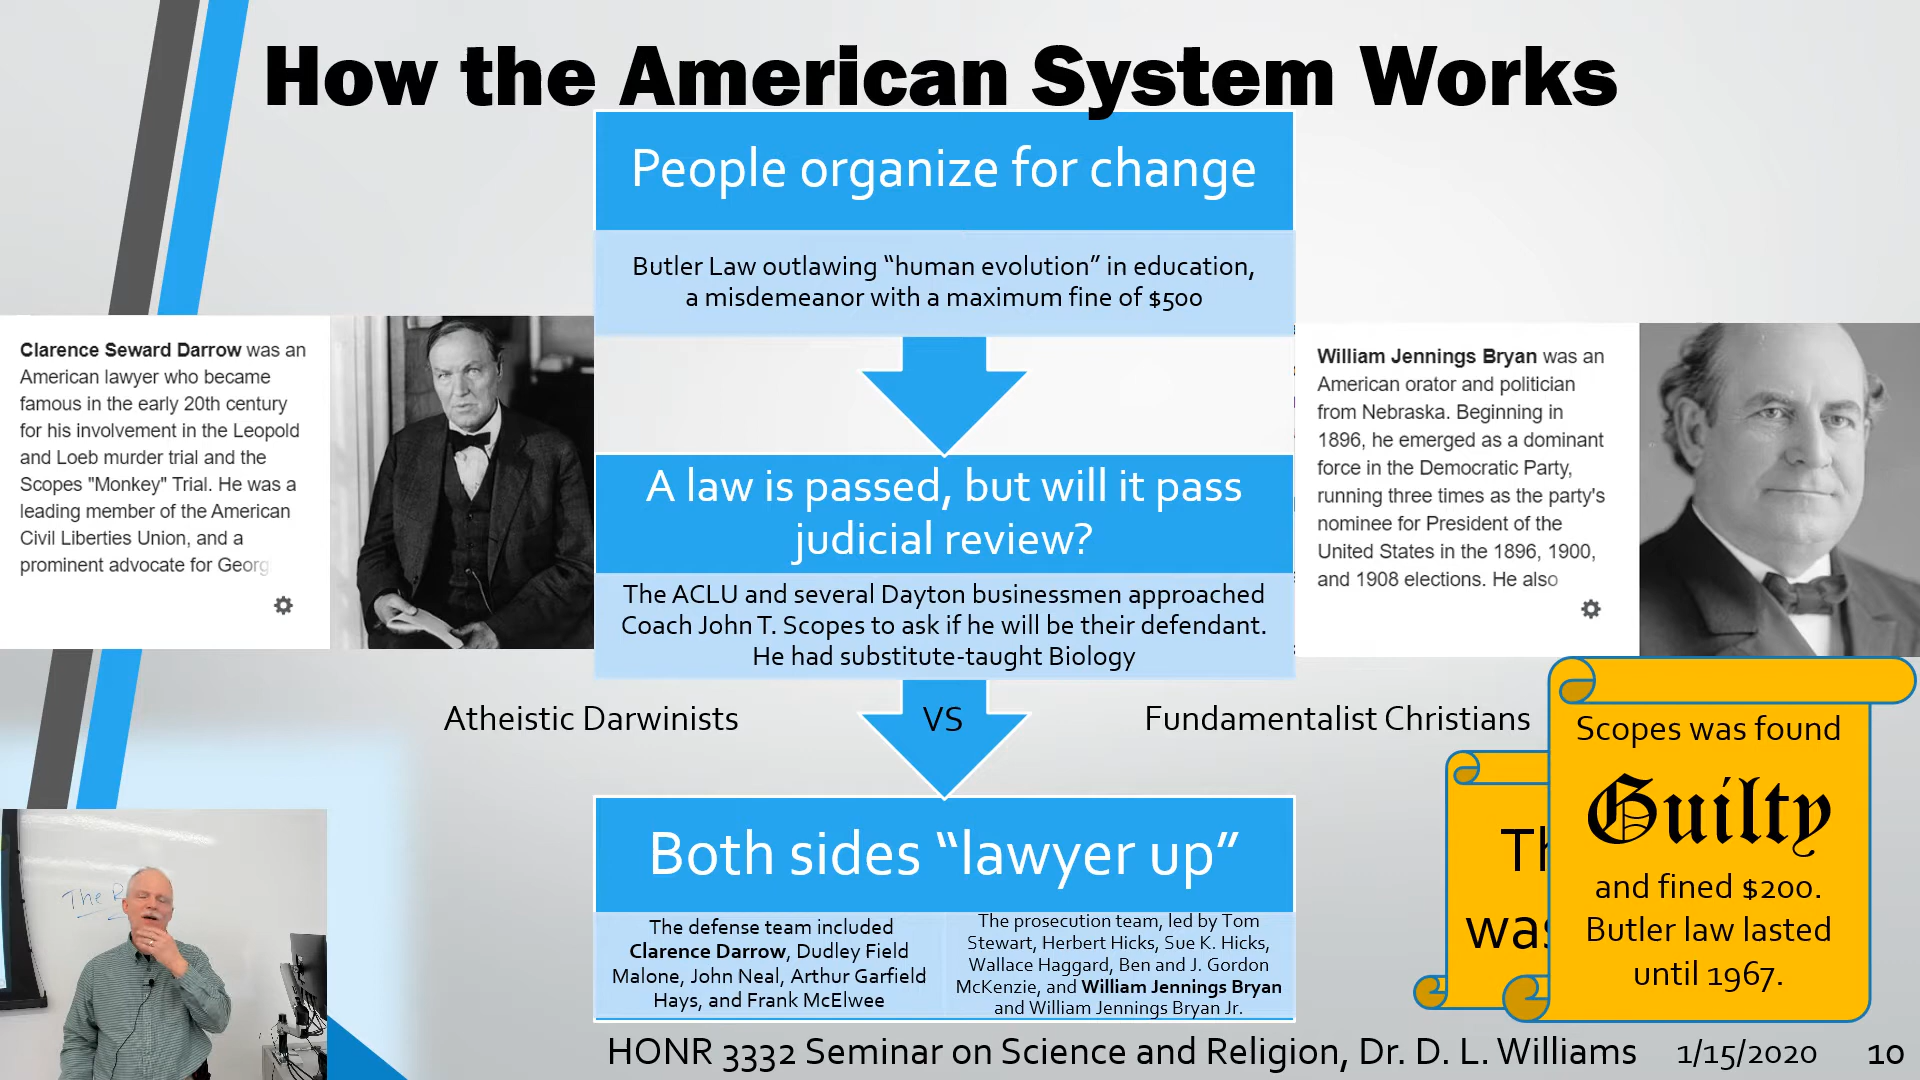 How the American System Works
People organize for change
Butler Law outlawing “human evolution” in education,
a misdemeanor with a maximum fine of $500
Clarence Seward Darrow was an
American lawyer who became
famous in the early 20th century
for his involvement in the Leopold
and Loeb murder trial and the
Scopes "Monkey" Trial. He was a
leading member of the American
Civil Liberties Union, and a
prominent advocate for Georg
William Jennings Bryan was an
American orator and politician
from Nebraska. Beginning in
1896, he emerged as a dominant
force in the Democratic Party,
running three times as the party's
nominee for President of the
United States in the 1896, 1900,
and 1908 elections. He also
A law is passed, but will it pass
judicial review?
The ACLU and several Dayton businessmen approached
Coach John T. Scopes to ask if he will be their defendant.
He had substitute-taught Biology
Atheistic Darwinists
VS
Fundamentalist Christians
Both sides “lawyer up”
The defense team included
Clarence Darrow, Dudley Field
Malone, John Neal, Arthur Garfield
Hays, and Frank McElwee
The prosecution team, led by Tom
Stewart, Herbert Hicks, Sue K. Hicks,
Wallace Haggard, Ben and J. Gordon
McKenzie, and William Jennings Bryan
and William Jennings Bryan Jr.
Scopes was found
Guilty
and fined $200.
Butler law lasted
until 1967.
The
HONR 3332 Seminar on Science and Religion, Dr. D. L. Williams
1/15/2020
10